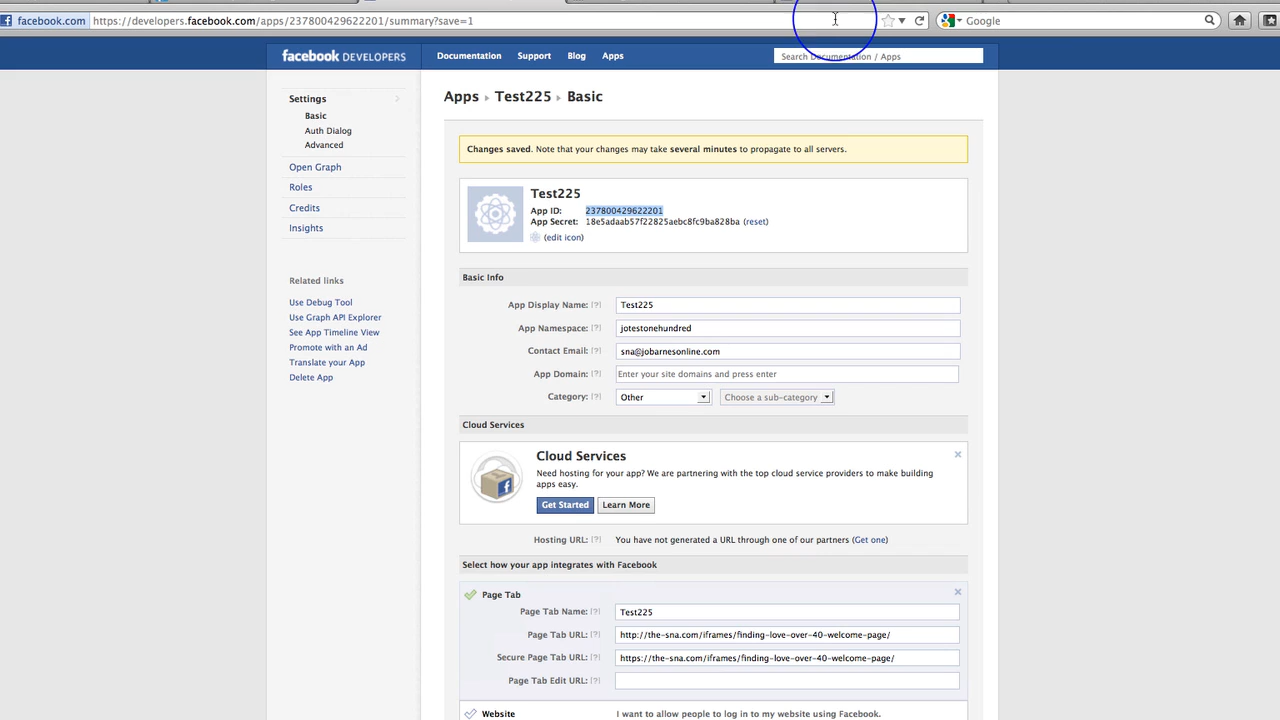 facebook.com https://developers.facebook.com/apps/237800429622201/summary?save=1 Google
facebook DEVELOPERS Documentation Support Blog Apps Search Documentation / Apps
Settings
Basic
Auth Dialog
Advanced
Open Graph
Roles
Credits
Insights
Related links
Use Debug Tool
Use Graph API Explorer
See App Timeline View
Promote with an Ad
Translate your App
Delete App
Apps ▸ Test225 ▸ Basic
Changes saved. Note that your changes may take several minutes to propagate to all servers.
Test225
App ID: 237800429622201
App Secret: 18e5adaab57f22825aebc8fc9ba828ba (reset)
(edit icon)
Basic Info
App Display Name: [?] Test225
App Namespace: [?] jotestonehundred
Contact Email: [?] sna@jobarnesonline.com
App Domain: [?] Enter your site domains and press enter
Category: [?] Other Choose a sub-category
Cloud Services
Cloud Services
Need hosting for your app? We are partnering with the top cloud service providers to make building
apps easy.
Get Started Learn More
Hosting URL: [?] You have not generated a URL through one of our partners (Get one)
Select how your app integrates with Facebook
Page Tab
Page Tab Name: [?] Test225
Page Tab URL: [?] http://the-sna.com/iframes/finding-love-over-40-welcome-page/
Secure Page Tab URL: [?] https://the-sna.com/iframes/finding-love-over-40-welcome-page/
Page Tab Edit URL: [?]
Website I want to allow people to log in to my website using Facebook.